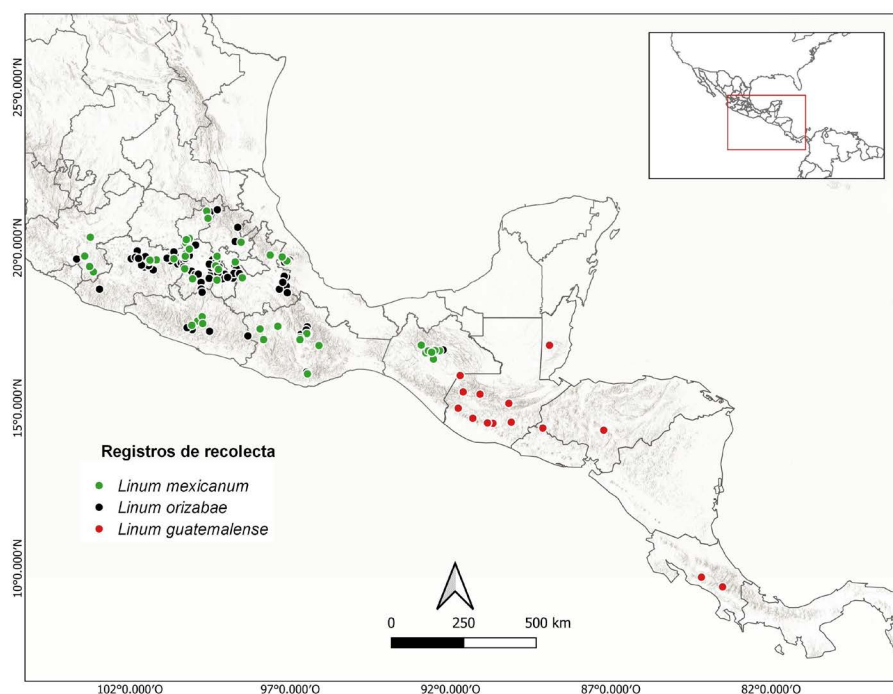 25°0.000'N
20°0.000'N
15°0.000'N
10°0.000'N
Registros de recolecta
Linum mexicanum
Linum orizabae
Linum guatemalense
0 250 500 km
102°0.000'O 97°0.000'O 92°0.000'O 87°0.000'O 82°0.000'O